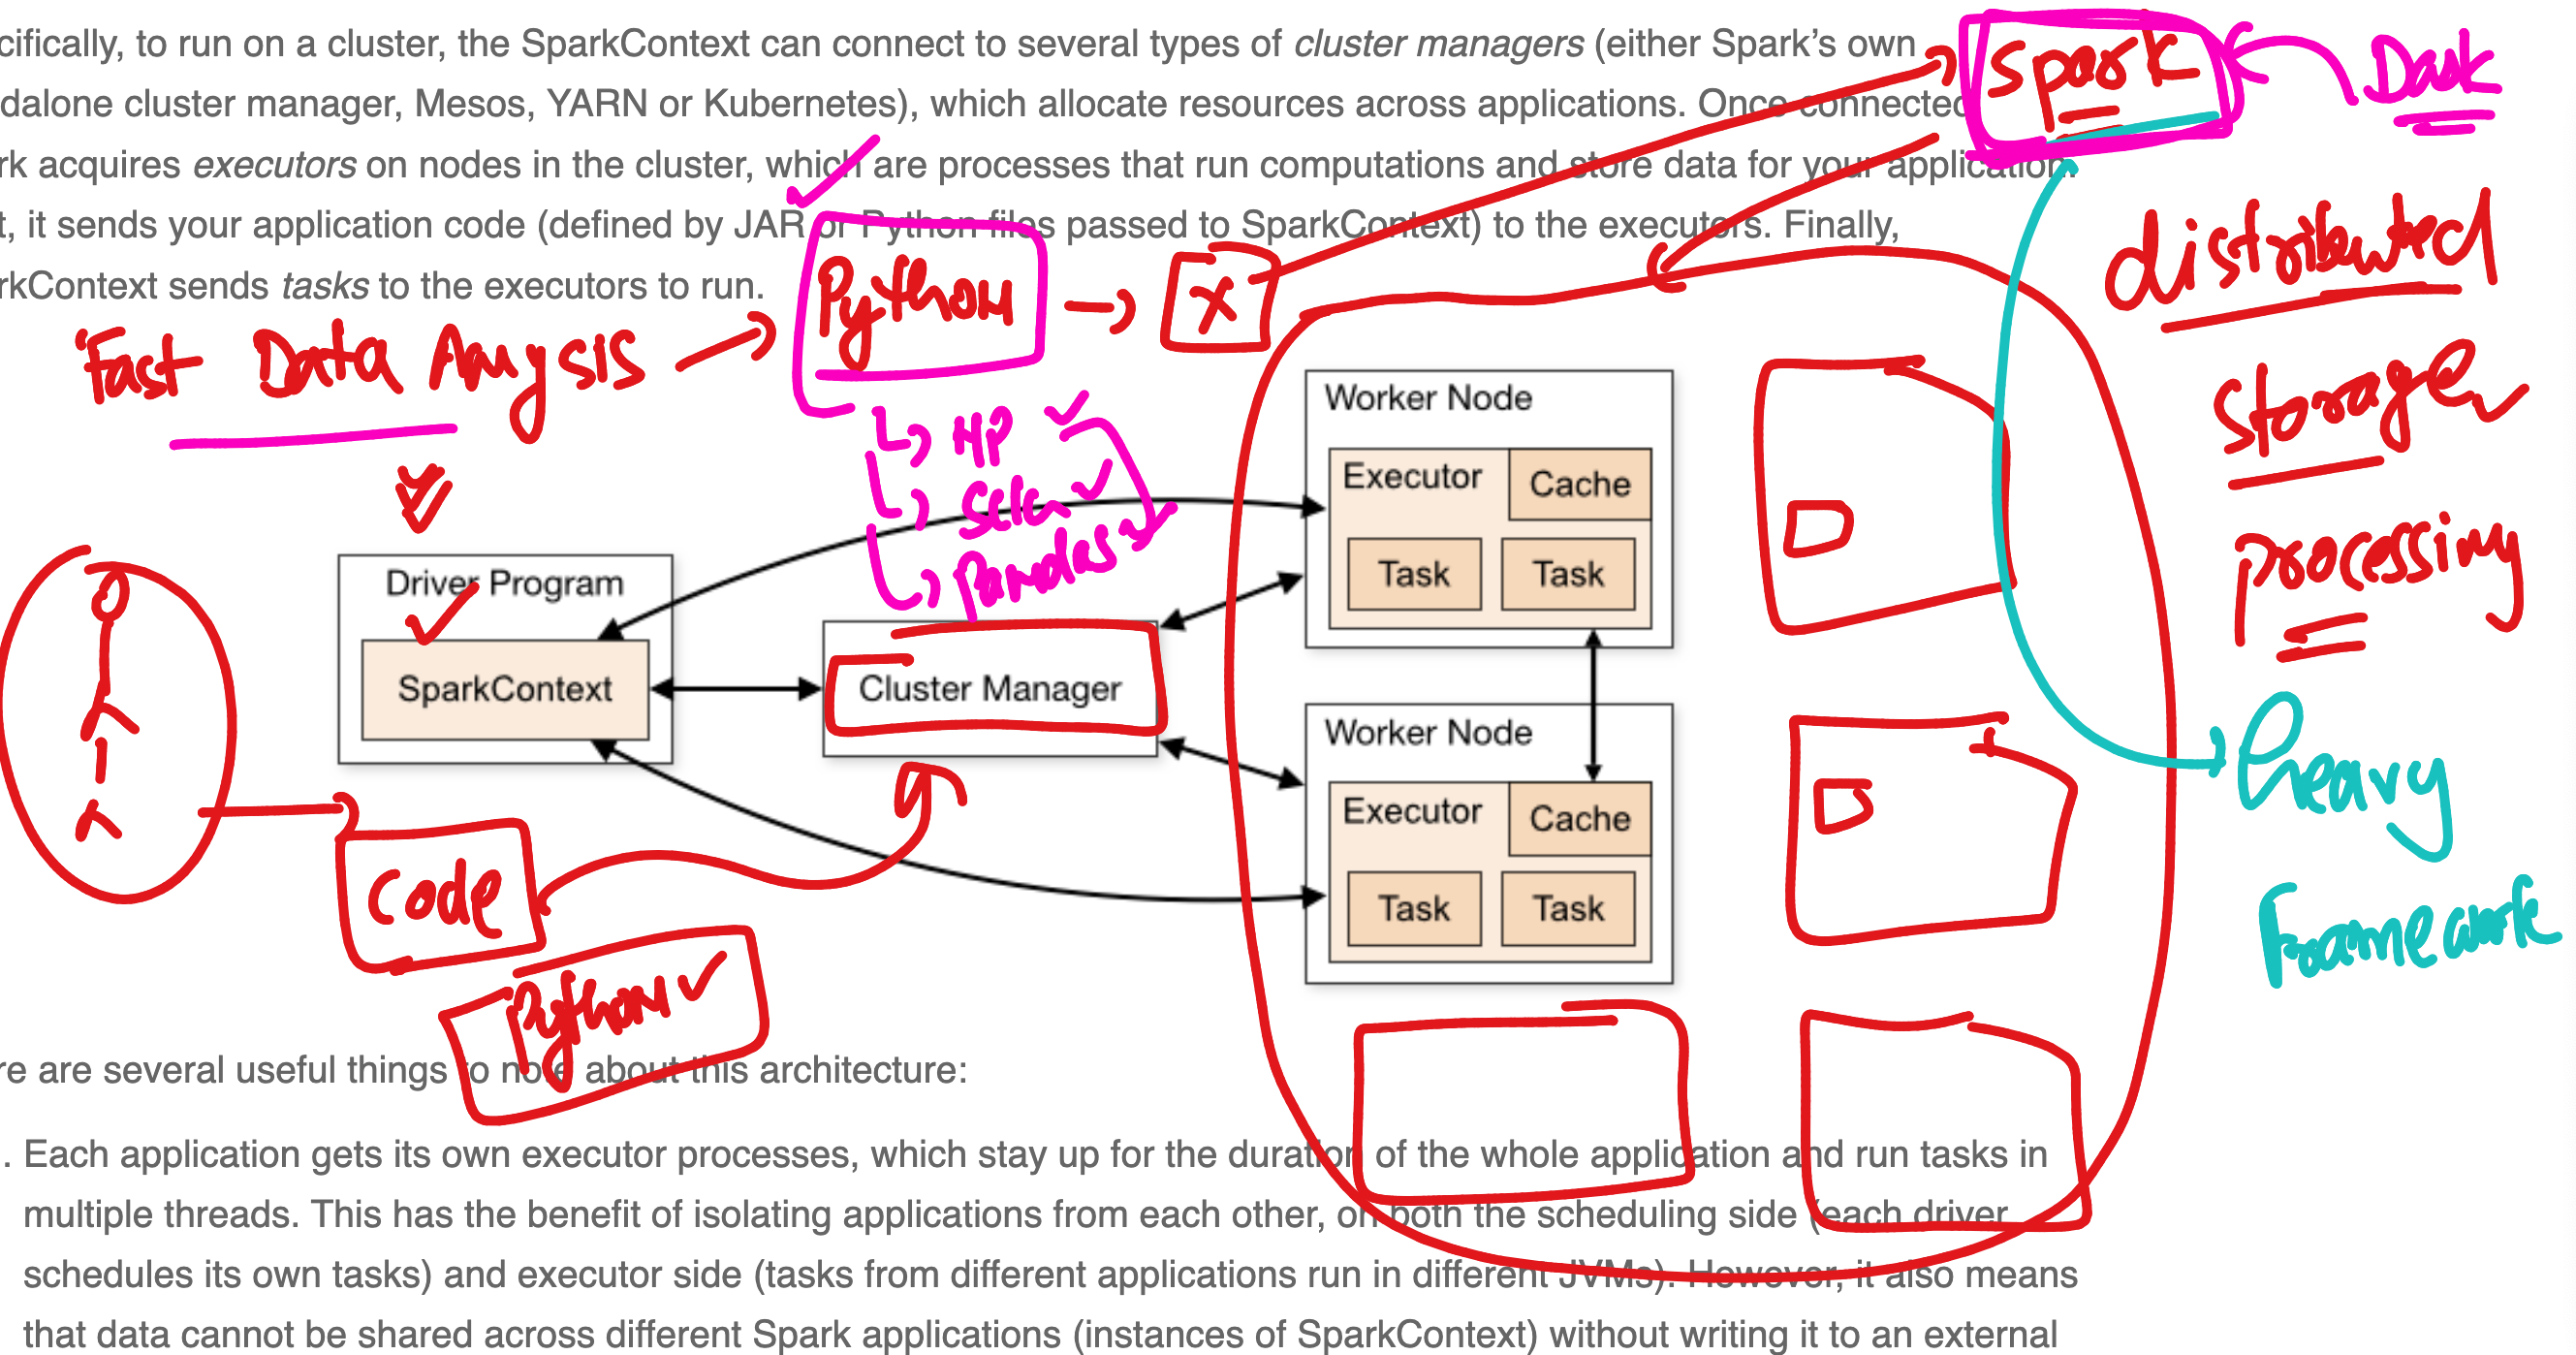 cifically, to run on a cluster, the SparkContext can connect to several types of cluster managers (either Spark's own
dalone cluster manager, Mesos, YARN or Kubernetes), which allocate resources across applications. Once connected
rk acquires executors on nodes in the cluster, which are processes that run computations and store data for your application.
t, it sends your application code (defined by JAR or Python files passed to SparkContext) to the executors. Finally,
rkContext sends tasks to the executors to run.
Spark
Dask
distributed
storage
processing
heavy
Framework
Fast Data Anaysis
Python
X
NP
Pandas
Driver Program
SparkContext
Cluster Manager
Worker Node
Executor
Cache
Task Task
Worker Node
Executor
Cache
Task Task
Code
Python
re are several useful things to note about this architecture:
. Each application gets its own executor processes, which stay up for the duration of the whole application and run tasks in
multiple threads. This has the benefit of isolating applications from each other, on both the scheduling side (each driver
schedules its own tasks) and executor side (tasks from different applications run in different JVMs). However, it also means
that data cannot be shared across different Spark applications (instances of SparkContext) without writing it to an external